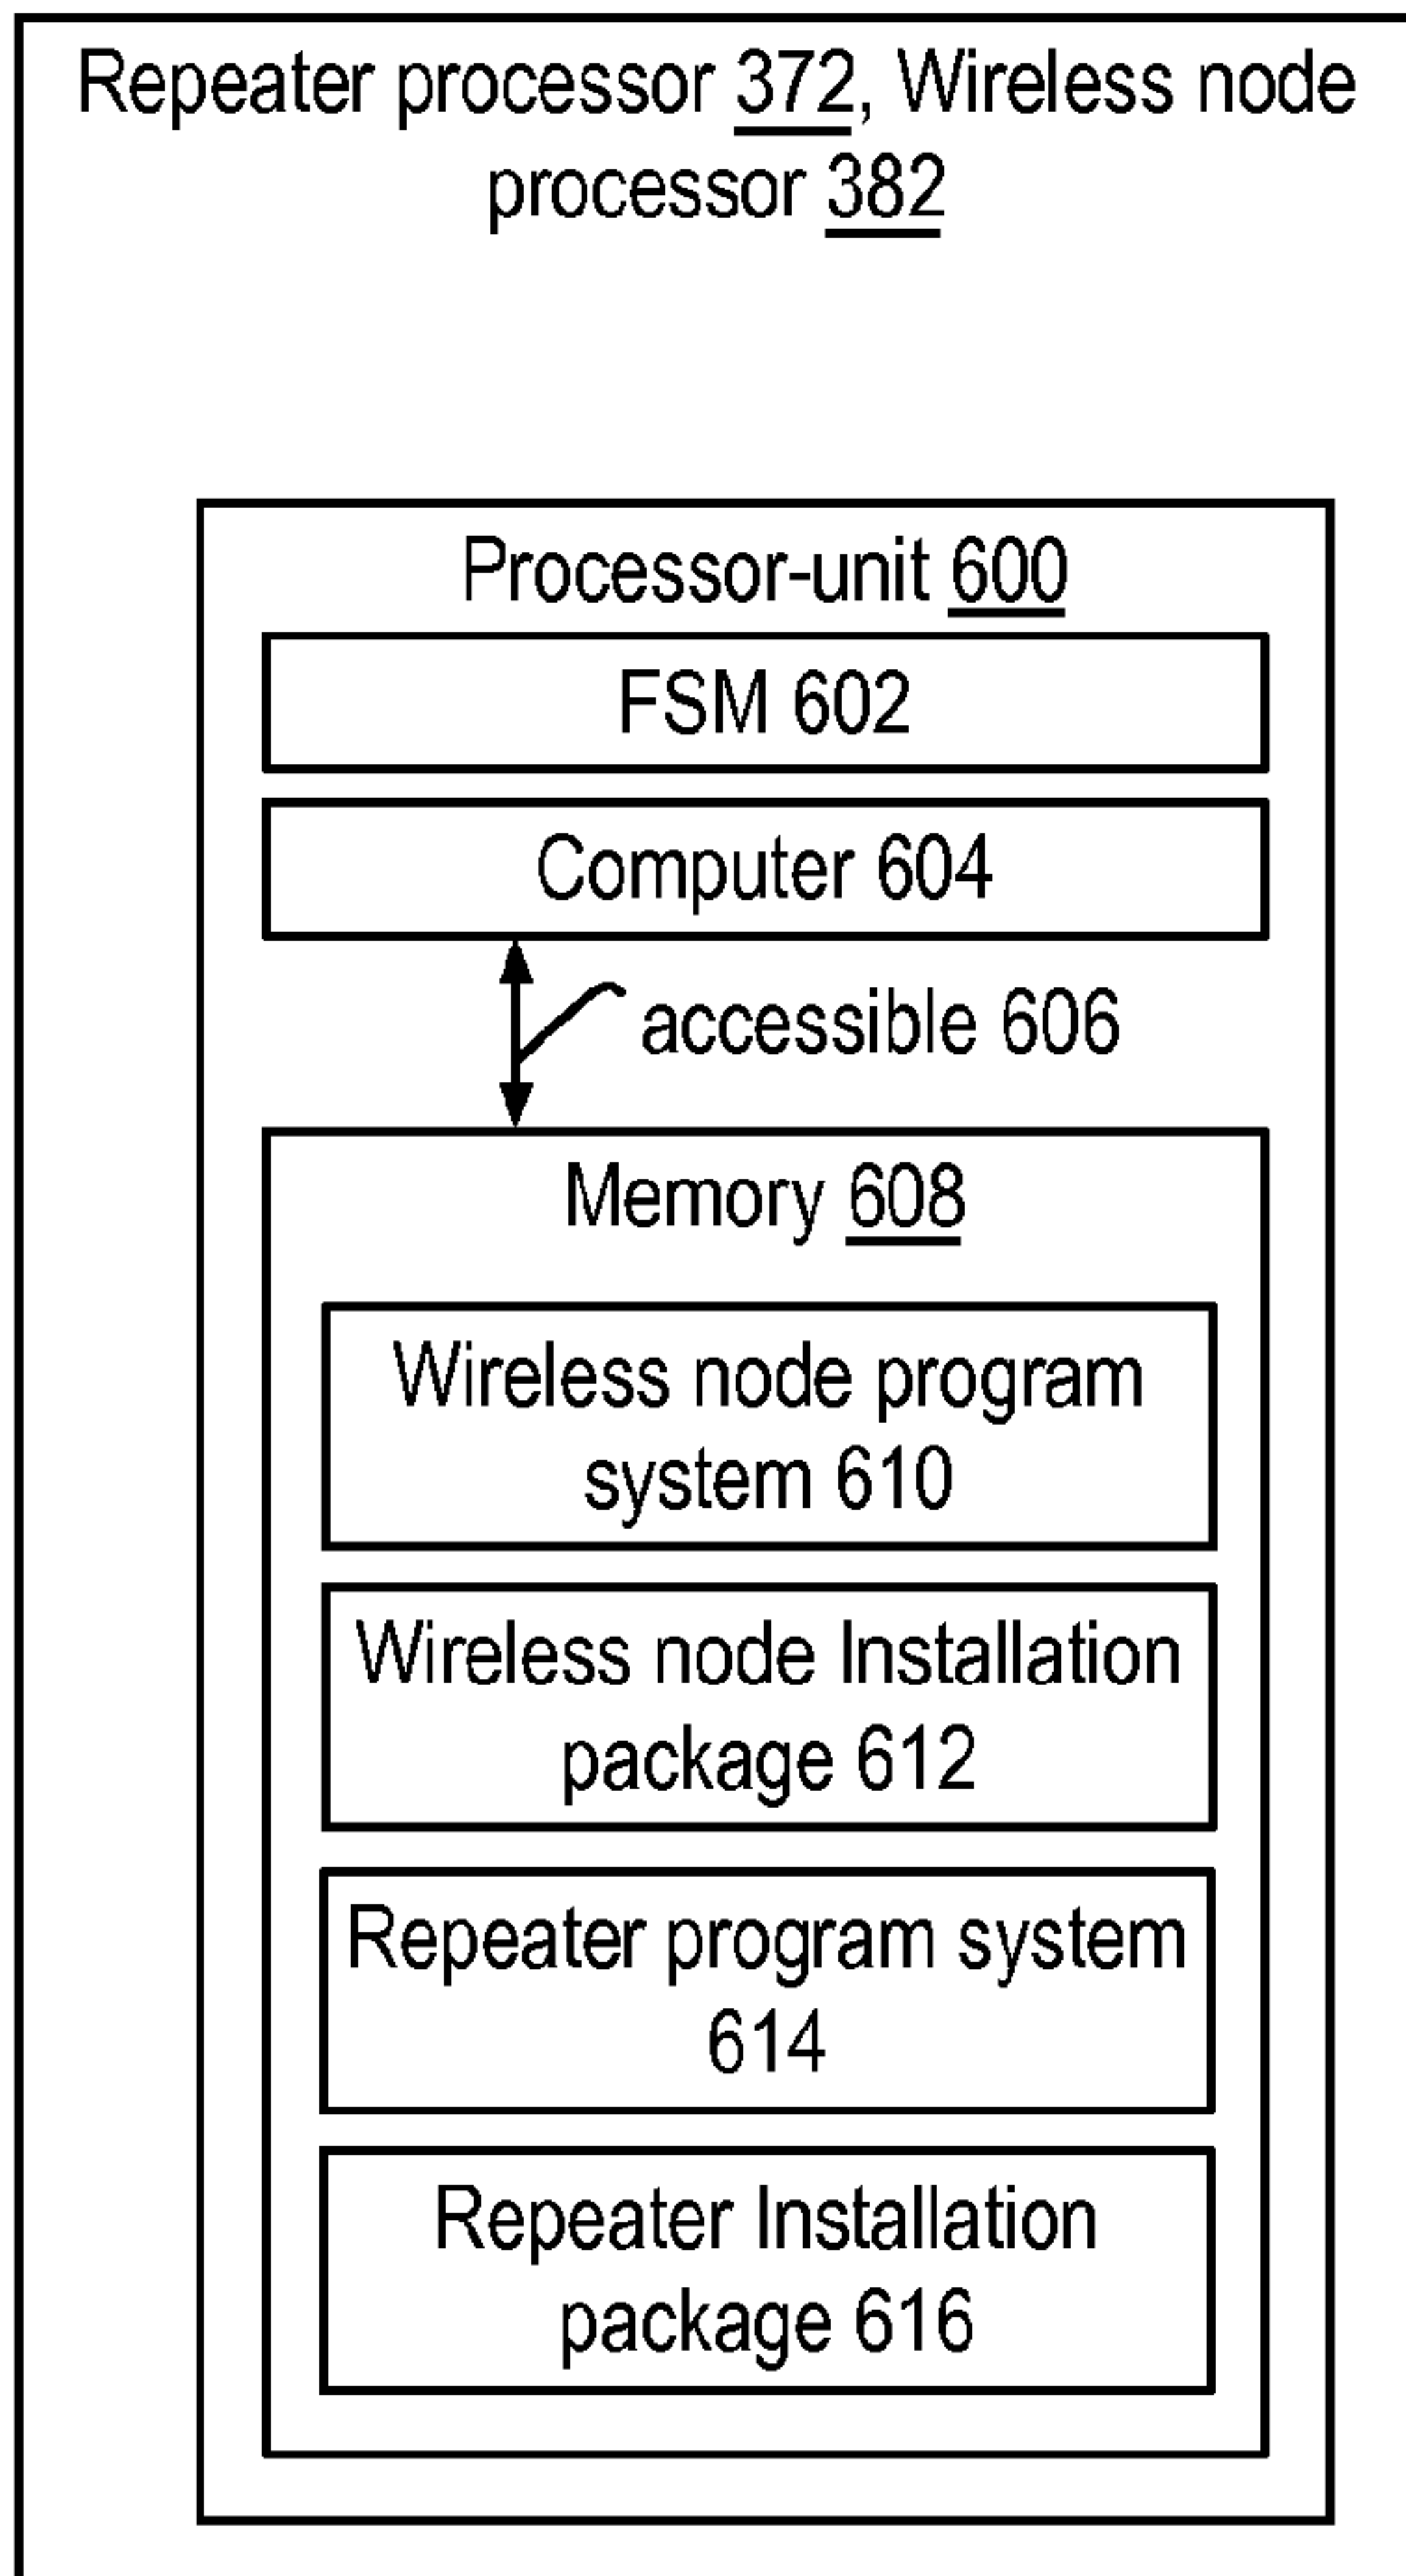 Repeater processor 372, Wireless node
processor 382
Processor-unit 600
FSM 602
Computer 604
accessible 606
Memory 608
Wireless node program
system 610
Wireless node Installation
package 612
Repeater program system
614
Repeater Installation
package 616